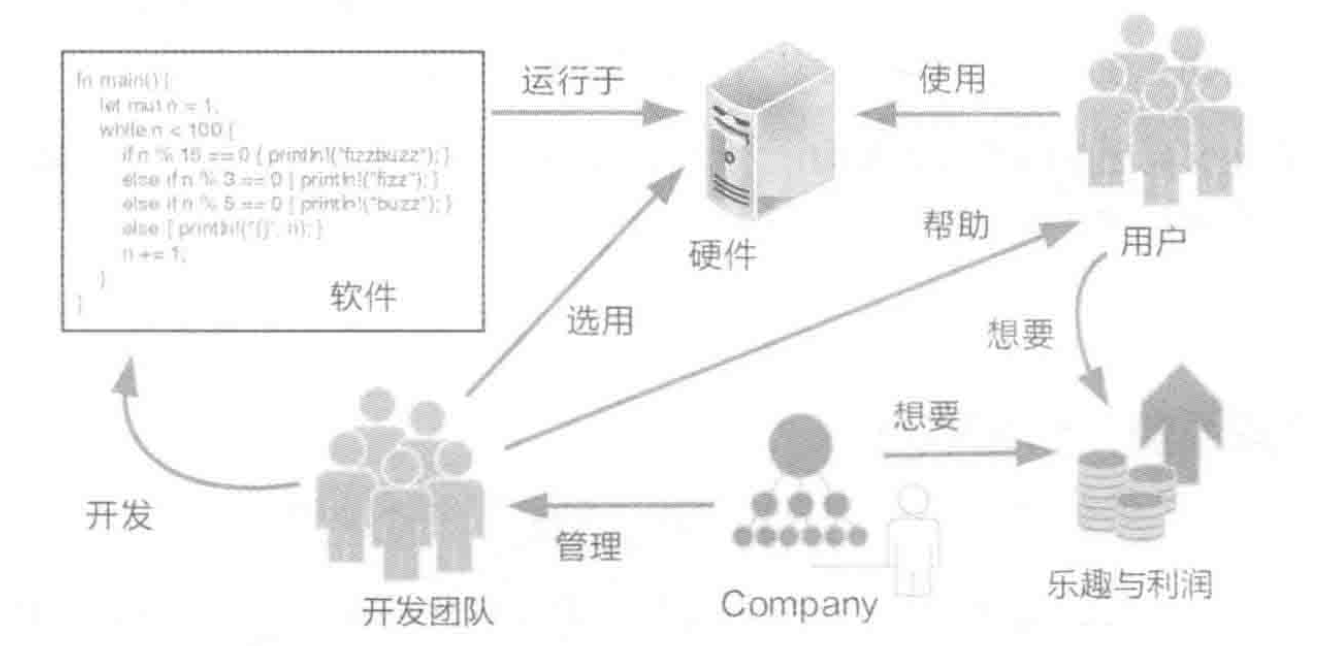 fn main() {
let mut n = 1;
while n < 100 {
if n % 15 == 0 { println!("fizzbuzz"); }
else if n % 3 == 0 { println!("fizz"); }
else if n % 5 == 0 { println!("buzz"); }
else { println!("{}", n); }
n += 1;
}
}
软件
运行于
硬件
使用
用户
帮助
选用
想要
开发
开发团队
管理
Company
想要
乐趣与利润